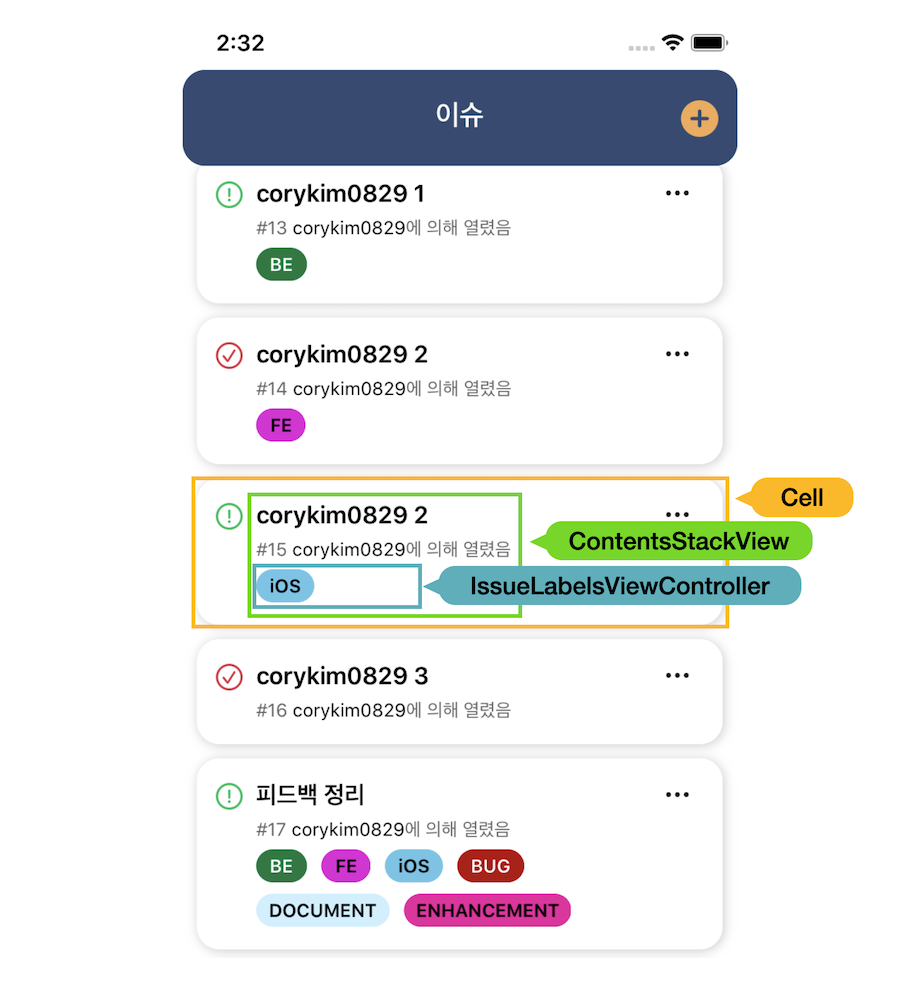 2:32
이슈
corykim0829 1
#13 corykim0829에 의해 열렸음
BE
corykim0829 2
#14 corykim0829에 의해 열렸음
FE
Cell
corykim0829 2
ContentsStackView
#15 corykim0829에 의해 열렸음
iOS
IssueLabelsViewController
corykim0829 3
#16 corykim0829에 의해 열렸음
피드백 정리
#17 corykim0829에 의해 열렸음
BE FE iOS BUG
DOCUMENT ENHANCEMENT